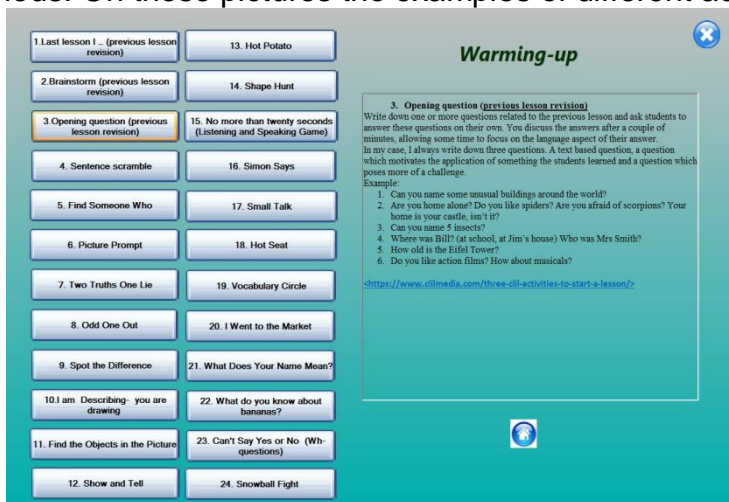 1.Last lesson I .. (previous lesson
revision)
2.Brainstorm (previous lesson
revision)
3.Opening question (previous
lesson revision)
4. Sentence scramble
5. Find Someone Who
6. Picture Prompt
7. Two Truths One Lie
8. Odd One Out
9. Spot the Difference
10.I am Describing- you are
drawing
11. Find the Objects in the Picture
12. Show and Tell
13. Hot Potato
14. Shape Hunt
15. No more than twenty seconds
(Listening and Speaking Game)
16. Simon Says
17. Small Talk
18. Hot Seat
19. Vocabulary Circle
20. I Went to the Market
21. What Does Your Name Mean?
22. What do you know about
bananas?
23. Can't Say Yes or No (Wh-
questions)
24. Snowball Fight
Warming-up
3. Opening question (previous lesson revision)
Write down one or more questions related to the previous lesson and ask students to
answer these questions on their own. You discuss the answers after a couple of
minutes, allowing some time to focus on the language aspect of their answer.
In my case, I always write down three questions. A text based question, a question
which motivates the application of something the students learned and a question which
poses more of a challenge.
Example:
1. Can you name some unusual buildings around the world?
2. Are you home alone? Do you like spiders? Are you afraid of scorpions? Your
home is your castle, isn't it?
3. Can you name 5 insects?
4. Where was Bill? (at school, at Jim's house) Who was Mrs Smith?
5. How old is the Eifel Tower?
6. Do you like action films? How about musicals?
<https://www.clilmedia.com/three-clil-activities-to-start-a-lesson/>